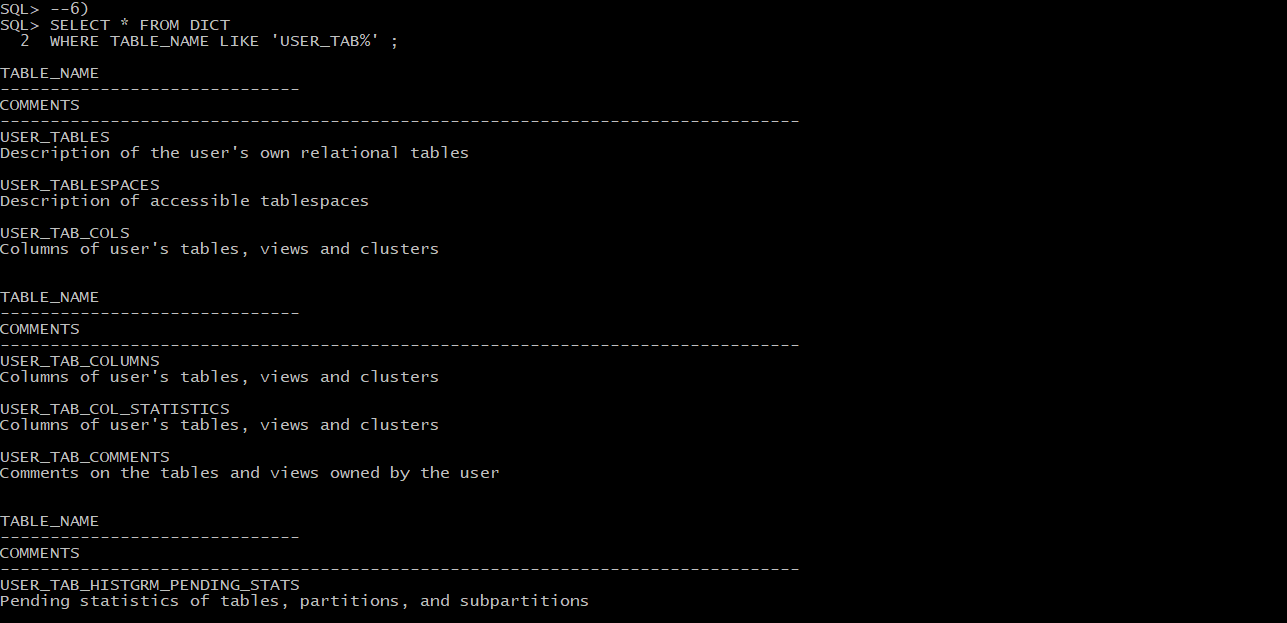 SQL> --6)
SQL> SELECT * FROM DICT
  2  WHERE TABLE_NAME LIKE 'USER_TAB%' ;
TABLE_NAME
------------------------------
COMMENTS
--------------------------------------------------------------------------------
USER_TABLES
Description of the user's own relational tables
USER_TABLESPACES
Description of accessible tablespaces
USER_TAB_COLS
Columns of user's tables, views and clusters
TABLE_NAME
------------------------------
COMMENTS
--------------------------------------------------------------------------------
USER_TAB_COLUMNS
Columns of user's tables, views and clusters
USER_TAB_COL_STATISTICS
Columns of user's tables, views and clusters
USER_TAB_COMMENTS
Comments on the tables and views owned by the user
TABLE_NAME
------------------------------
COMMENTS
--------------------------------------------------------------------------------
USER_TAB_HISTGRM_PENDING_STATS
Pending statistics of tables, partitions, and subpartitions